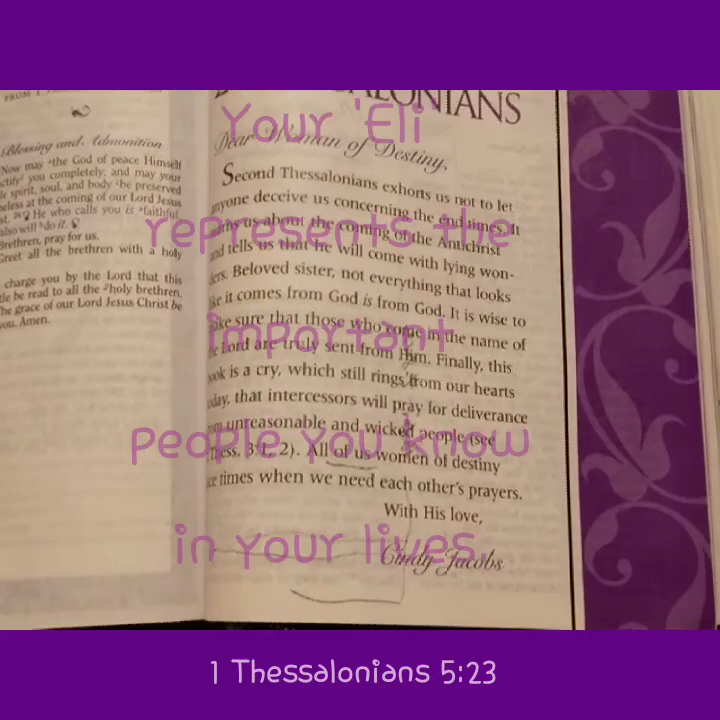 FROM 1
Blessing and Admonition
Now may the God of peace Himself
you completely; and may your
spirit, soul, and body be preserved
at the coming of our Lord Jesus
He who calls you is faithful,
also will do it.
Brethren, pray for us.
Greet all the brethren with a holy
charge you by the Lord that this
be read to all the holy brethren.
The grace of our Lord Jesus Christ be
you. Amen.
Dear Woman of Destiny,
Second Thessalonians exhorts us not to let
anyone deceive us concerning the end times. It
warns us about the coming of the Antichrist
and tells us that he will come with lying won-
ders. Beloved sister, not everything that looks
like it comes from God is from God. It is wise to
make sure that those who come in the name of
the Lord are truly sent from Him. Finally, this
book is a cry, which still rings from our hearts
today, that intercessors will pray for deliverance
from unreasonable and wicked people (see
Thess. 3:1, 2). All of us women of destiny
face times when we need each other's prayers.
With His love,
Cindy Jacobs
Your 'Eli
represents the
important
people you know
in your lives.
1 Thessalonians 5:23